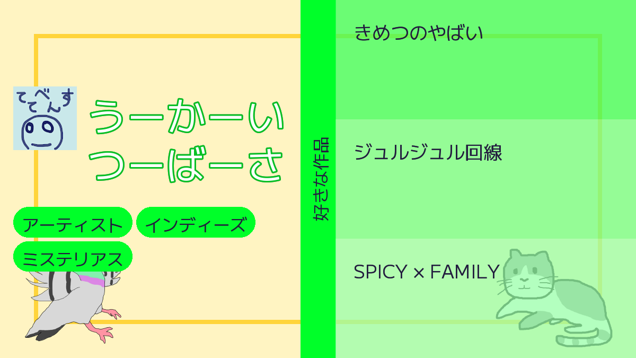 てべす
ててん
うーかーい
つーばーさ
アーティスト
インディーズ
ミステリアス
好きな作品
きめつのやばい
ジュルジュル回線
SPICY × FAMILY